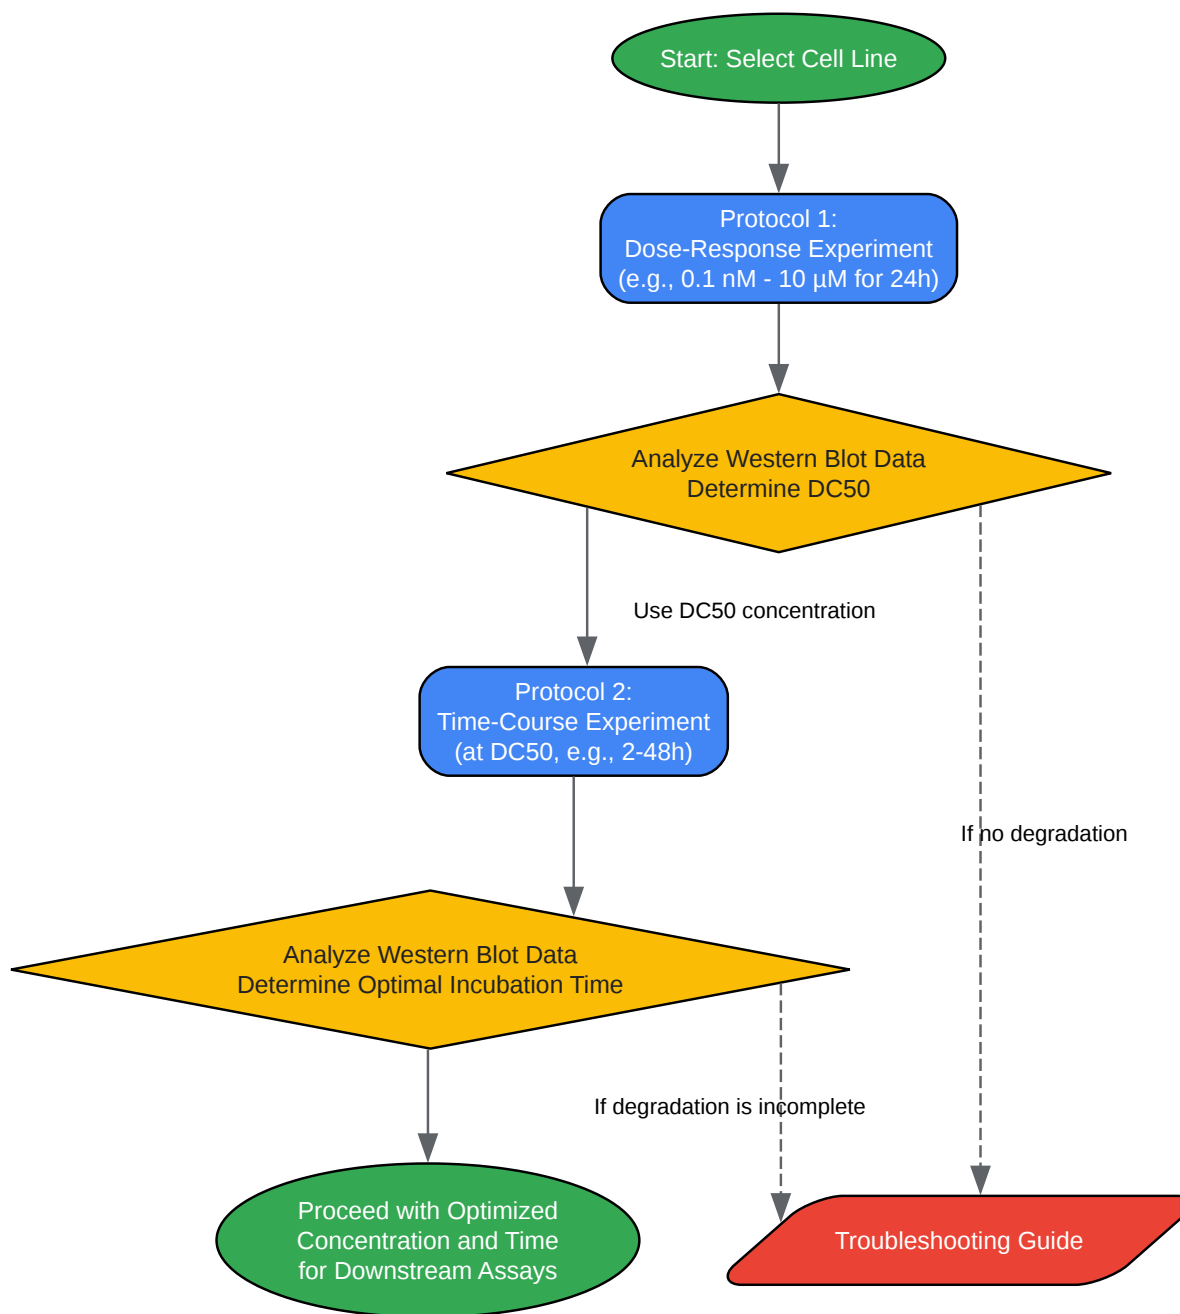 Start: Select Cell Line
Protocol 1:
Dose-Response Experiment
(e.g., 0.1 nM - 10 µM for 24h)
Analyze Western Blot Data
Determine DC50
Use DC50 concentration
Protocol 2:
Time-Course Experiment
(at DC50, e.g., 2-48h)
If no degradation
Analyze Western Blot Data
Determine Optimal Incubation Time
If degradation is incomplete
Proceed with Optimized
Concentration and Time
for Downstream Assays
Troubleshooting Guide